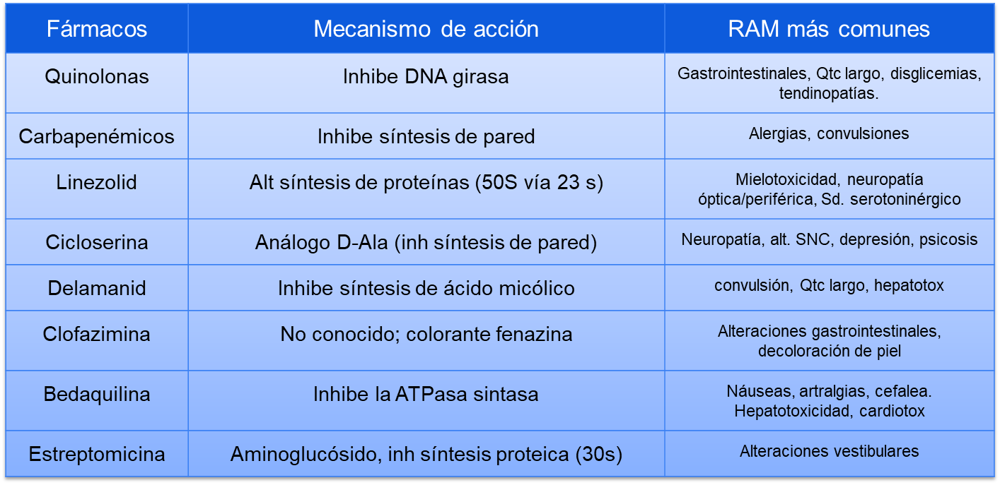 Fármacos
Mecanismo de acción
RAM más comunes
Quinolonas
Inhibe DNA girasa
Gastrointestinales, Qtc largo, disglicemias,
tendinopatías.
Carbapenémicos
Inhibe síntesis de pared
Alergias, convulsiones
Linezolid
Alt síntesis de proteínas (50S vía 23 s)
Mielotoxicidad, neuropatía
óptica/periférica, Sd. serotoninérgico
Cicloserina
Análogo D-Ala (inh síntesis de pared)
Neuropatía, alt. SNC, depresión, psicosis
Delamanid
Inhibe síntesis de ácido micólico
convulsión, Qtc largo, hepatotox
Clofazimina
No conocido; colorante fenazina
Alteraciones gastrointestinales,
decoloración de piel
Bedaquilina
Inhibe la ATPasa sintasa
Náuseas, artralgias, cefalea.
Hepatotoxicidad, cardiotox
Estreptomicina
Aminoglucósido, inh síntesis proteica (30s)
Alteraciones vestibulares